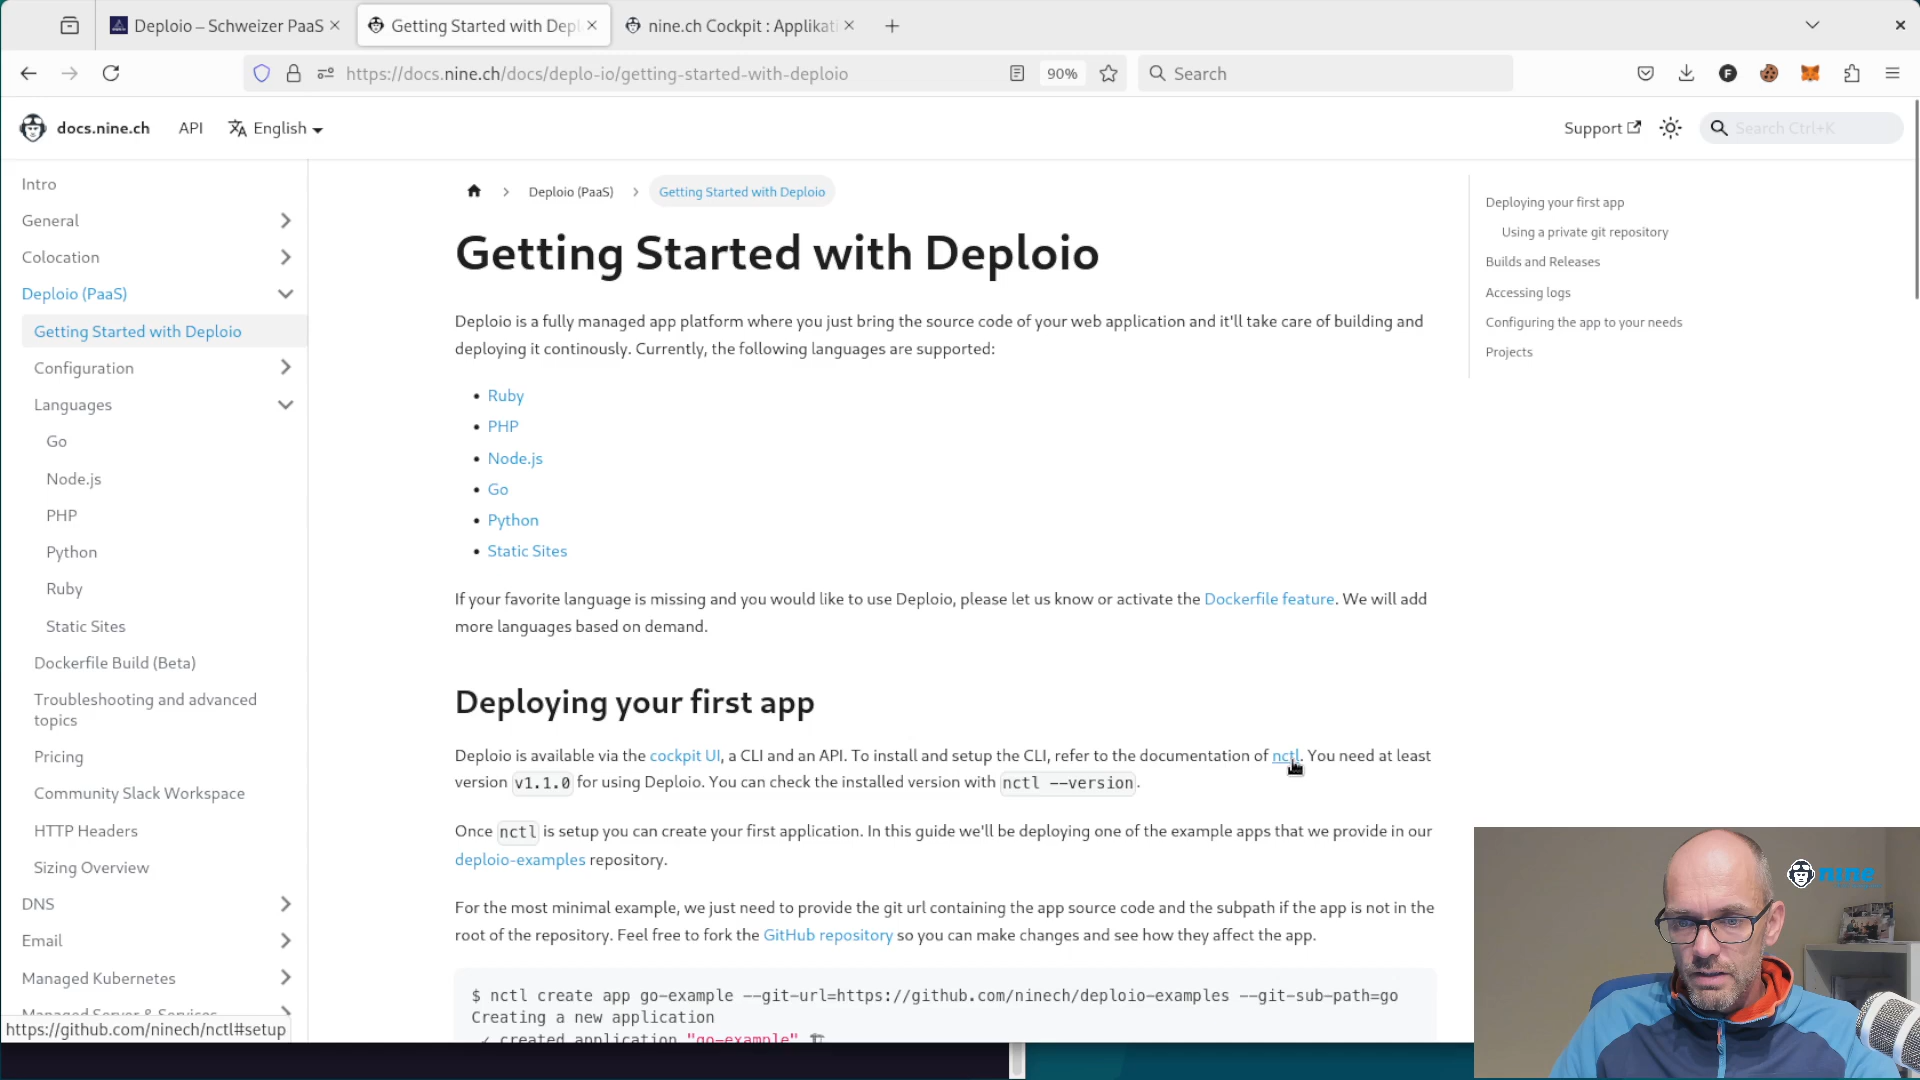 Deploio – Schweizer PaaS
Getting Started with Depl
nine.ch Cockpit : Applikati
https://docs.nine.ch/docs/deplo-io/getting-started-with-deploio
90%
Search
docs.nine.ch
API
English
Support
Search Ctrl+K
Intro
General
Colocation
Deploio (PaaS)
Getting Started with Deploio
Configuration
Languages
Go
Node.js
PHP
Python
Ruby
Static Sites
Dockerfile Build (Beta)
Troubleshooting and advanced
topics
Pricing
Community Slack Workspace
HTTP Headers
Sizing Overview
DNS
Email
Managed Kubernetes
Managed Server & Services
https://github.com/ninech/nctl#setup
Deploio (PaaS)
Getting Started with Deploio
Getting Started with Deploio
Deploio is a fully managed app platform where you just bring the source code of your web application and it'll take care of building and
deploying it continously. Currently, the following languages are supported:
• Ruby
• PHP
• Node.js
• Go
• Python
• Static Sites
If your favorite language is missing and you would like to use Deploio, please let us know or activate the Dockerfile feature. We will add
more languages based on demand.
Deploying your first app
Deploio is available via the cockpit UI, a CLI and an API. To install and setup the CLI, refer to the documentation of nctl. You need at least
version v1.1.0 for using Deploio. You can check the installed version with nctl --version.
Once nctl is setup you can create your first application. In this guide we'll be deploying one of the example apps that we provide in our
deploio-examples repository.
For the most minimal example, we just need to provide the git url containing the app source code and the subpath if the app is not in the
root of the repository. Feel free to fork the GitHub repository so you can make changes and see how they affect the app.
$ nctl create app go-example --git-url=https://github.com/ninech/deploio-examples --git-sub-path=go
Creating a new application
✓ created application "go-example"
Deploying your first app
Using a private git repository
Builds and Releases
Accessing logs
Configuring the app to your needs
Projects
nine